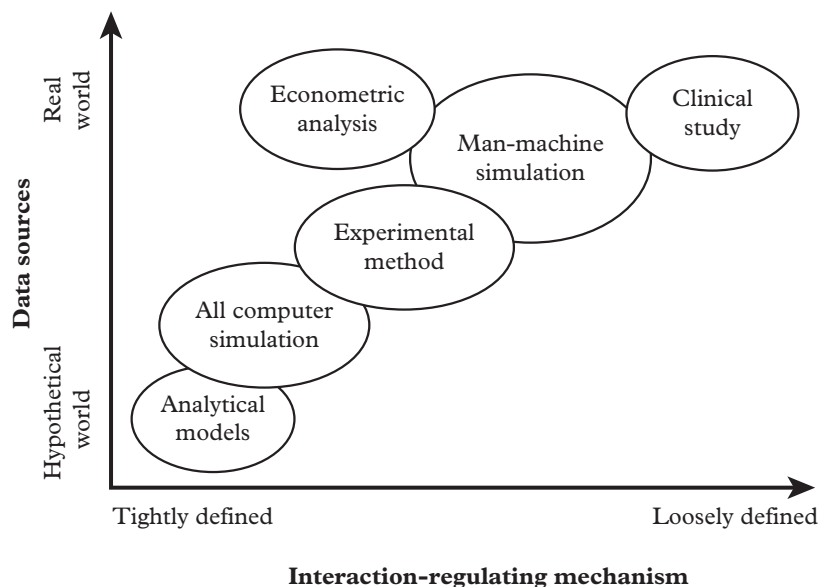 Real
world
Econometric
analysis
Clinical
study
Man-machine
simulation
Experimental
method
Data sources
All computer
simulation
Hypothetical
world
Analytical
models
Tightly defined
Loosely defined
Interaction-regulating mechanism